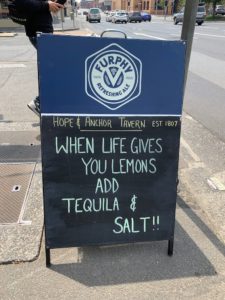 FURPHY
REFRESHING ALE
HOPE & ANCHOR TAVERN EST 1807
WHEN LIFE GIVES
YOU LEMONS
ADD
TEQUILA &
SALT!!